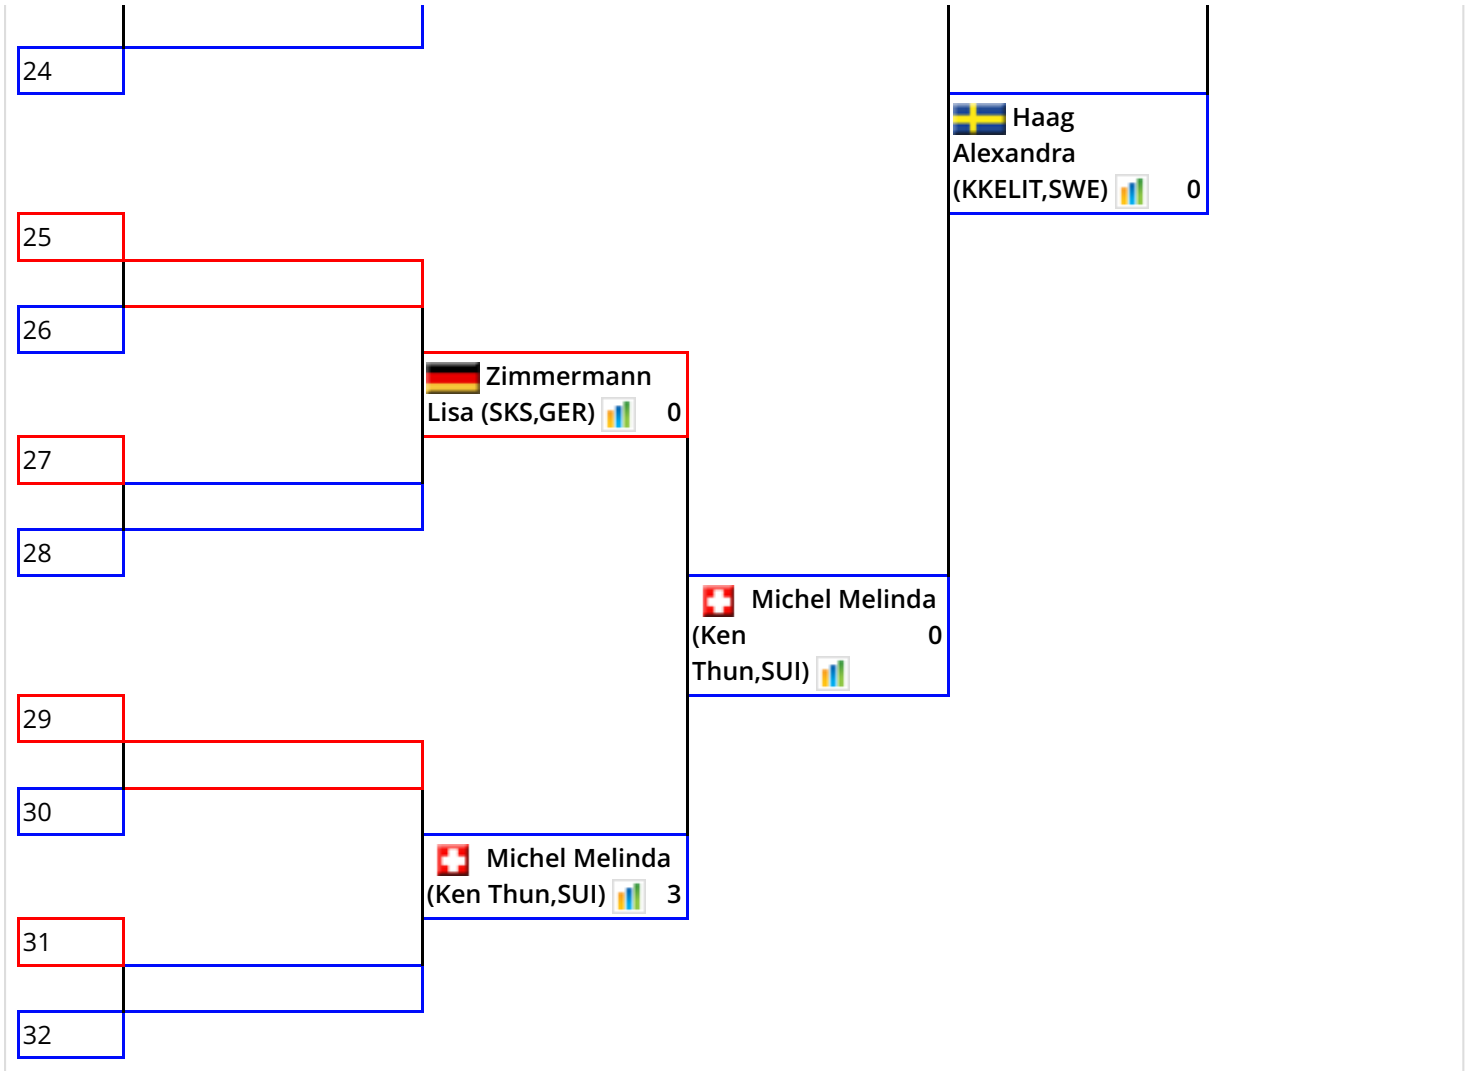 24
Haag
Alexandra
(KKELIT,SWE) 0
25
26
Zimmermann
Lisa (SKS,GER) 0
27
28
Michel Melinda
(Ken 0
Thun,SUI)
29
30
Michel Melinda
(Ken Thun,SUI) 3
31
32